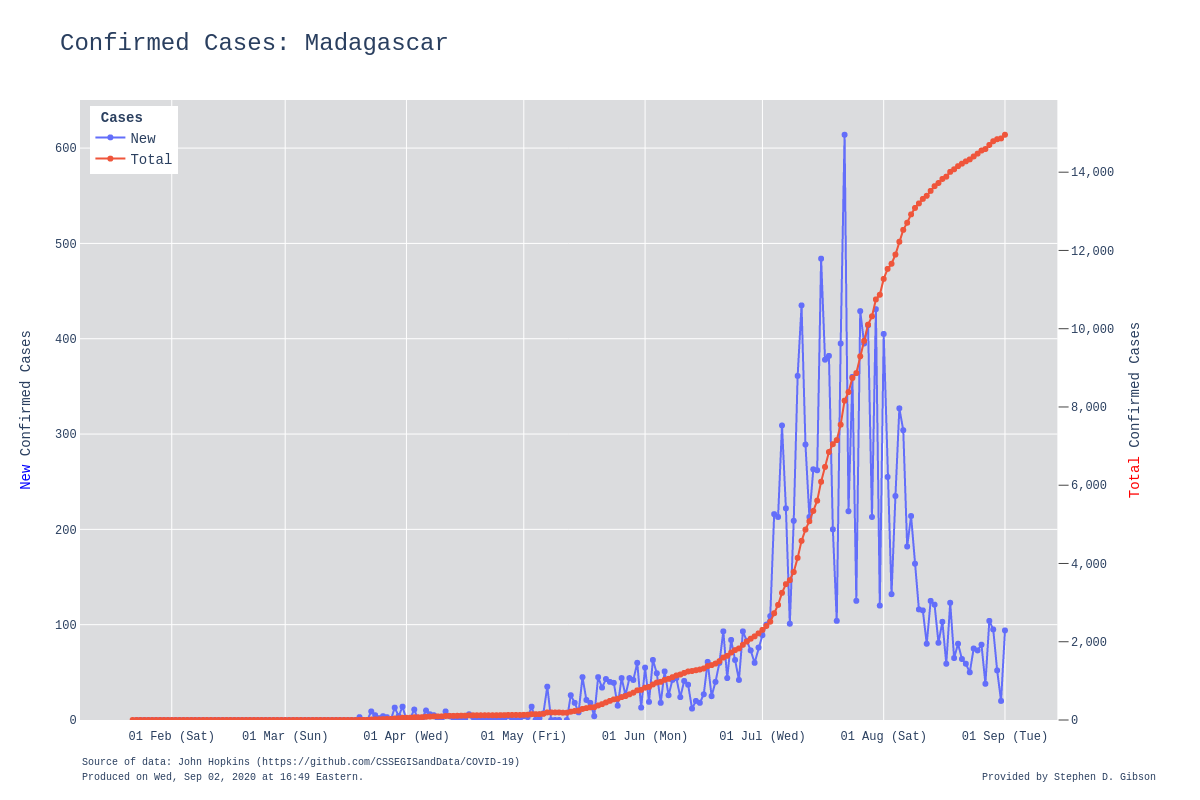 Confirmed Cases: Madagascar
Cases
New
Total
600
500
400
300
200
100
0
New Confirmed Cases
14,000
12,000
10,000
8,000
6,000
4,000
2,000
0
Total Confirmed Cases
01 Feb (Sat) 01 Mar (Sun) 01 Apr (Wed) 01 May (Fri) 01 Jun (Mon) 01 Jul (Wed) 01 Aug (Sat) 01 Sep (Tue)
Source of data: John Hopkins (https://github.com/CSSEGISandData/COVID-19)
Produced on Wed, Sep 02, 2020 at 16:49 Eastern.
Provided by Stephen D. Gibson